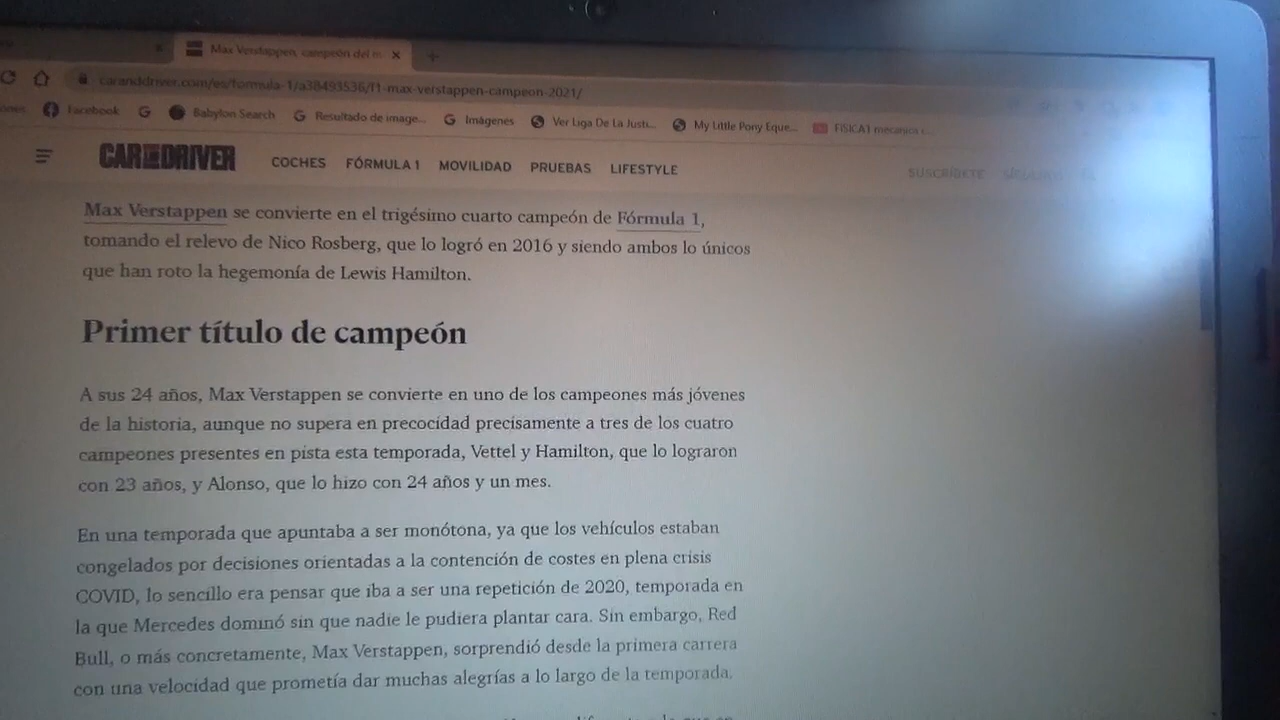 Max Verstappen, campeón del m
caranddriver.com/es/formula-1/a38493536/f1-max-verstappen-campeon-2021/
Facebook
Babylon Search
Resultado de image...
Imágenes
Ver Liga De La Justi...
My Little Pony Eque...
FISICA1 mecanica
CAR AND DRIVER
COCHES FÓRMULA 1 MOVILIDAD PRUEBAS LIFESTYLE
SUSCRÍBETE
Max Verstappen se convierte en el trigésimo cuarto campeón de Fórmula 1,
tomando el relevo de Nico Rosberg, que lo logró en 2016 y siendo ambos lo únicos
que han roto la hegemonía de Lewis Hamilton.
Primer título de campeón
A sus 24 años, Max Verstappen se convierte en uno de los campeones más jóvenes
de la historia, aunque no supera en precocidad precisamente a tres de los cuatro
campeones presentes en pista esta temporada, Vettel y Hamilton, que lo lograron
con 23 años, y Alonso, que lo hizo con 24 años y un mes.
En una temporada que apuntaba a ser monótona, ya que los vehículos estaban
congelados por decisiones orientadas a la contención de costes en plena crisis
COVID, lo sencillo era pensar que iba a ser una repetición de 2020, temporada en
la que Mercedes dominó sin que nadie le pudiera plantar cara. Sin embargo, Red
Bull, o más concretamente, Max Verstappen, sorprendió desde la primera carrera
con una velocidad que prometía dar muchas alegrías a lo largo de la temporada.